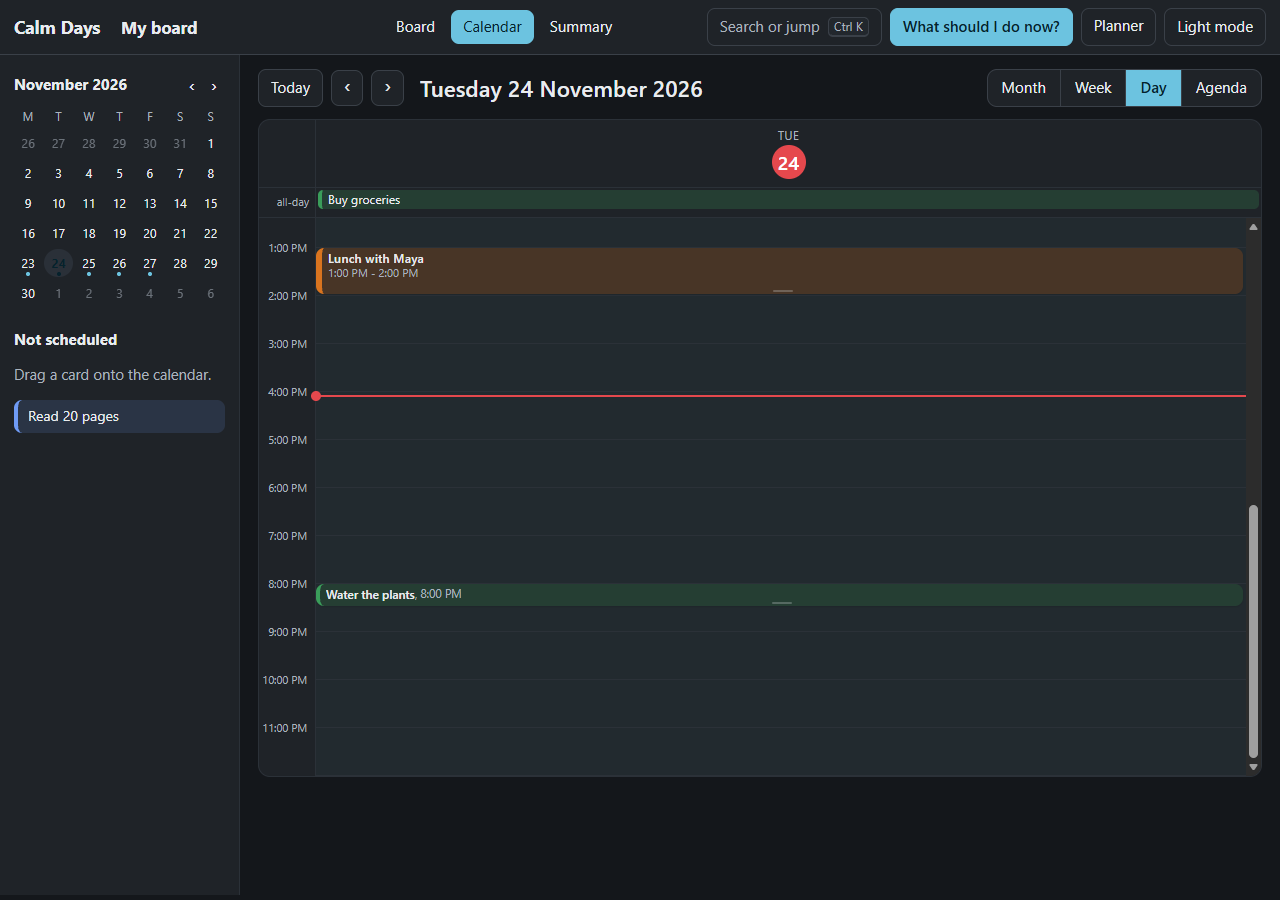 Calm Days My board Board Calendar Summary Search or jump Ctrl K What should I do now? Planner Light mode
November 2026 ‹ ›
M T W T F S S
26 27 28 29 30 31 1
2 3 4 5 6 7 8
9 10 11 12 13 14 15
16 17 18 19 20 21 22
23 24 25 26 27 28 29
30 1 2 3 4 5 6
Not scheduled
Drag a card onto the calendar.
Read 20 pages
Today ‹ › Tuesday 24 November 2026 Month Week Day Agenda
TUE
24
all-day Buy groceries
1:00 PM Lunch with Maya
1:00 PM - 2:00 PM
2:00 PM
3:00 PM
4:00 PM
5:00 PM
6:00 PM
7:00 PM
8:00 PM Water the plants, 8:00 PM
9:00 PM
10:00 PM
11:00 PM